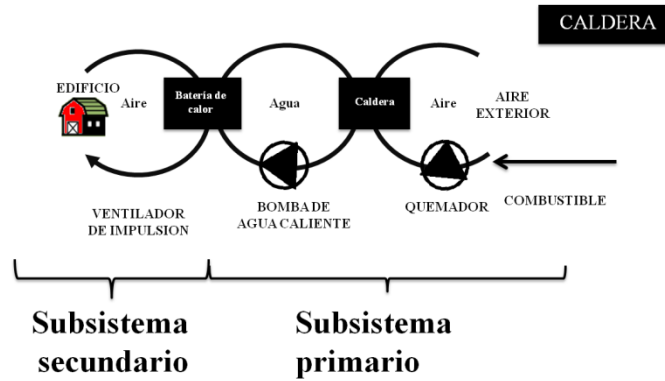 CALDERA
EDIFICIO
Aire
Batería de
calor
Agua
Caldera
Aire
AIRE
EXTERIOR
VENTILADOR
DE IMPULSION
BOMBA DE
AGUA CALIENTE
QUEMADOR
COMBUSTIBLE
Subsistema
secundario
Subsistema
primario